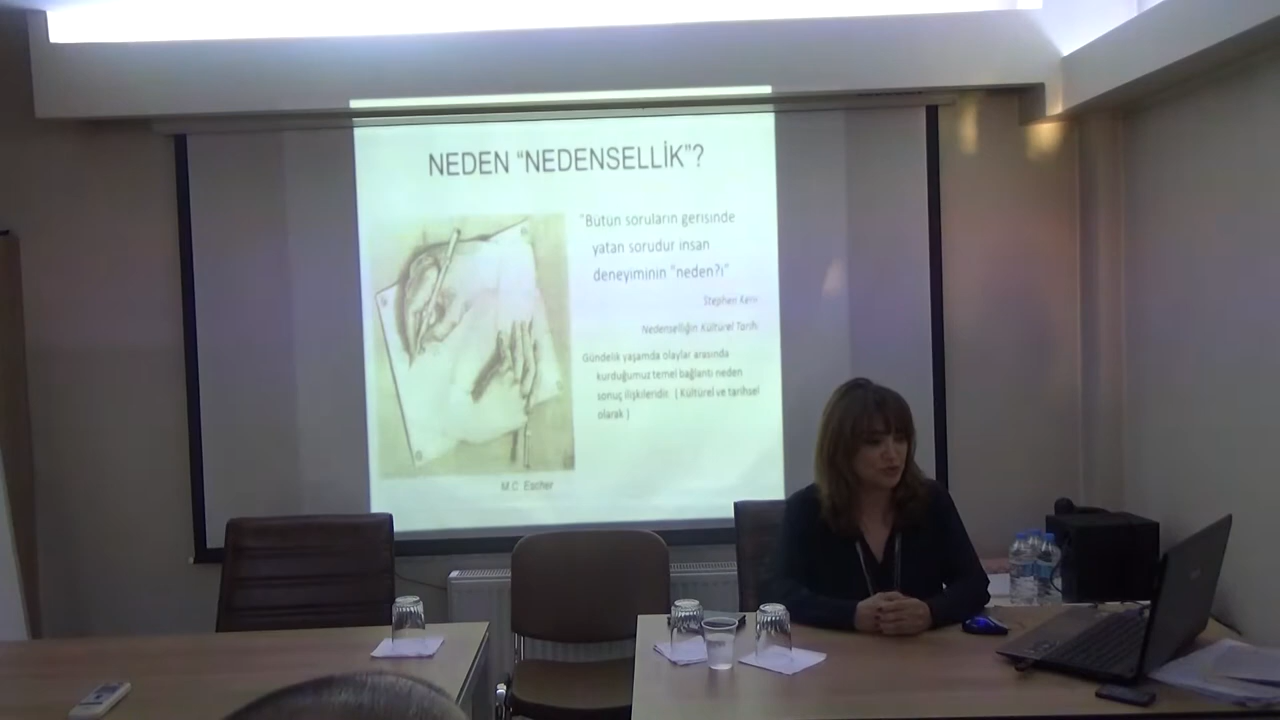 NEDEN "NEDENSELLİK"?
"Bütün soruların gerisinde
yatan sorudur insan
deneyiminin "neden?i"
Stephen Kern
Nedenselliğin Kültürel Tarihi
Gündelik yaşamda olaylar arasında
kurduğumuz temel bağlantı neden
sonuç ilişkileridir. ( Kültürel ve tarihsel
olarak )
M.C. Escher